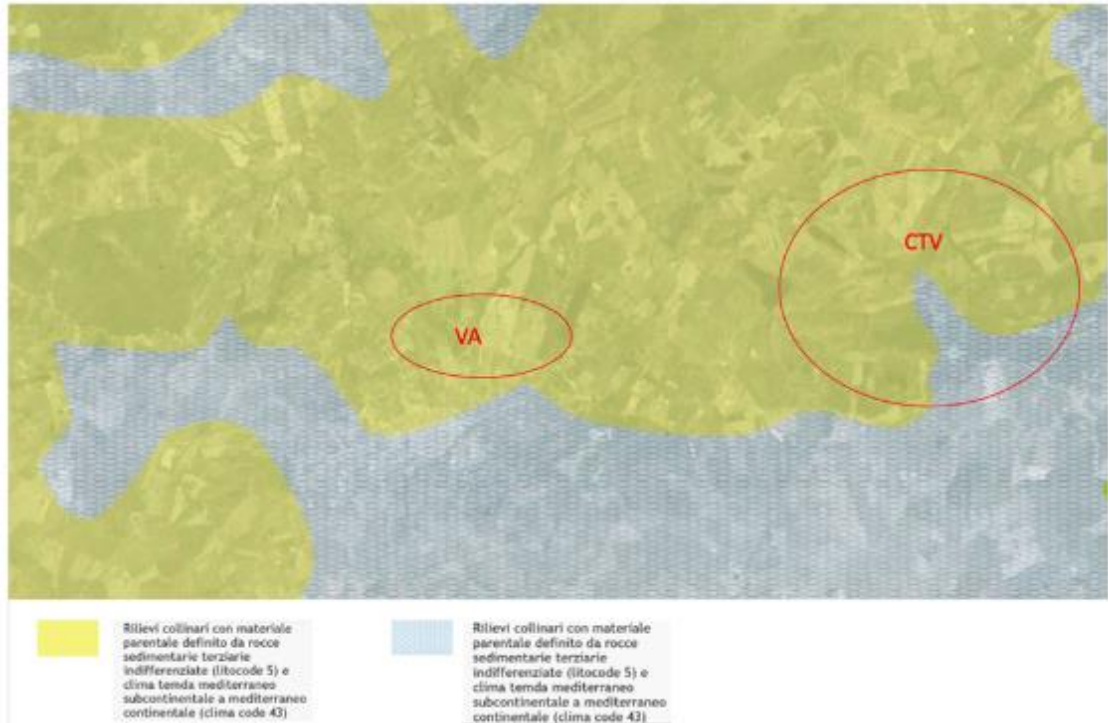 CTV
VA
Rilievi collinari con materiale
parentale definito da rocce
sedimentarie terziarie
indifferenziate (litocode 5) e
clima temda mediterraneo
subcontinentale a mediterraneo
continentale (clima code 43)
Rilievi collinari con materiale
parentale definito da rocce
sedimentarie terziarie
indifferenziate (litocode 5) e
clima temda mediterraneo
subcontinentale a mediterraneo
continentale (clima code 43)